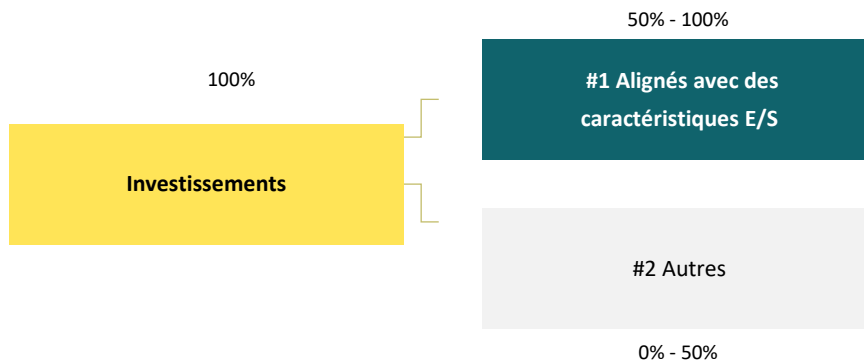 50% - 100%
100%
#1 Alignés avec des
caractéristiques E/S
Investissements
#2 Autres
0% - 50%